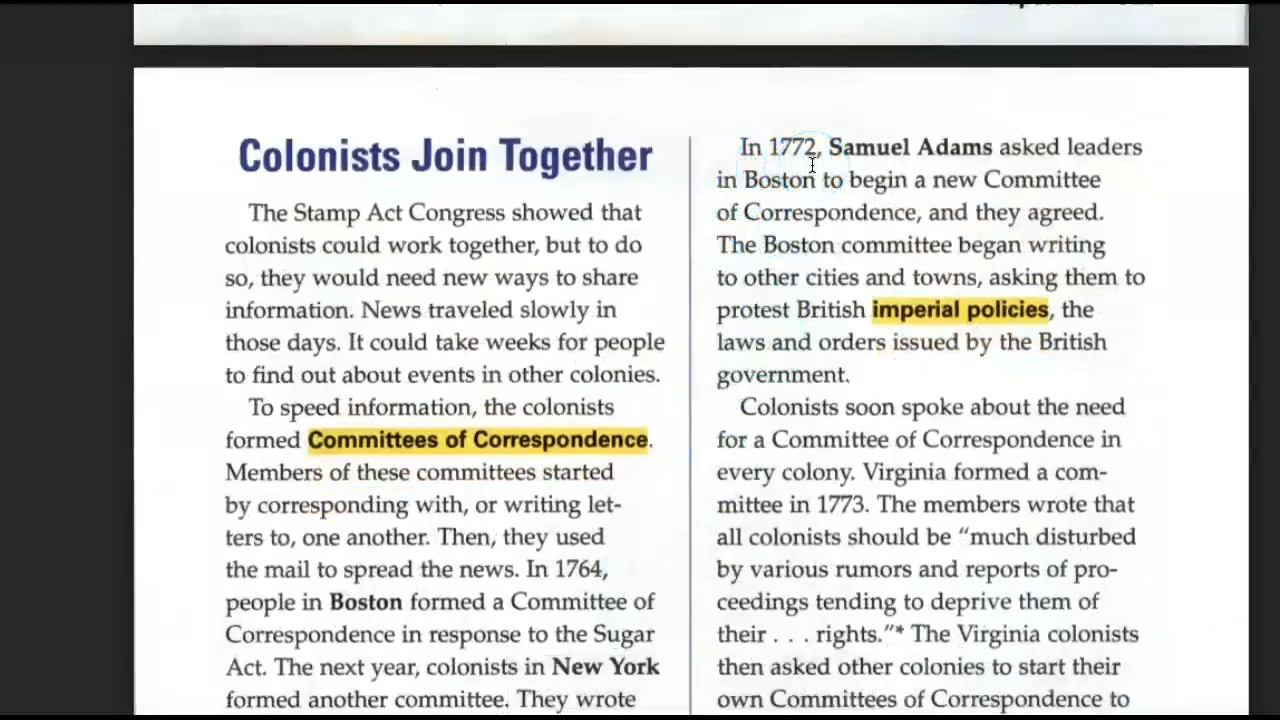 Colonists Join Together
The Stamp Act Congress showed that
colonists could work together, but to do
so, they would need new ways to share
information. News traveled slowly in
those days. It could take weeks for people
to find out about events in other colonies.
To speed information, the colonists
formed Committees of Correspondence.
Members of these committees started
by corresponding with, or writing let-
ters to, one another. Then, they used
the mail to spread the news. In 1764,
people in Boston formed a Committee of
Correspondence in response to the Sugar
Act. The next year, colonists in New York
formed another committee. They wrote
In 1772, Samuel Adams asked leaders
in Boston to begin a new Committee
of Correspondence, and they agreed.
The Boston committee began writing
to other cities and towns, asking them to
protest British imperial policies, the
laws and orders issued by the British
government.
Colonists soon spoke about the need
for a Committee of Correspondence in
every colony. Virginia formed a com-
mittee in 1773. The members wrote that
all colonists should be “much disturbed
by various rumors and reports of pro-
ceedings tending to deprive them of
their . . . rights.”* The Virginia colonists
then asked other colonies to start their
own Committees of Correspondence to